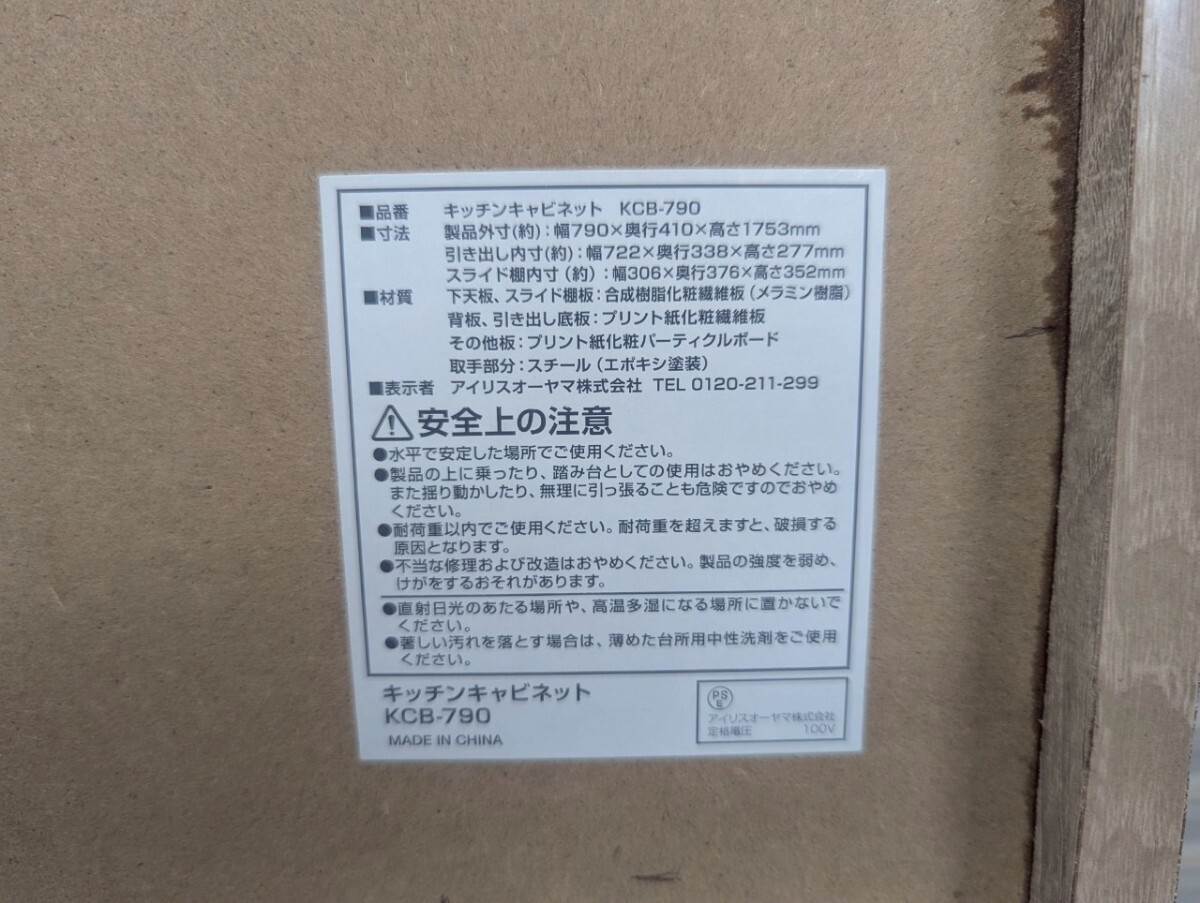 ■品番 キッチンキャビネット KCB-790
■寸法 製品外寸(約):幅790×奥行410×高さ1753mm
引き出し内寸(約):幅722×奥行338×高さ277mm
スライド棚内寸(約):幅306×奥行376×高さ352mm
■材質 下天板、スライド棚板:合成樹脂化粧繊維板(メラミン樹脂)
背板、引き出し底板:プリント紙化粧繊維板
その他板:プリント紙化粧パーティクルボード
取手部分:スチール(エポキシ塗装)
■表示者 アイリスオーヤマ株式会社 TEL 0120-211-299
安全上の注意
●水平で安定した場所でご使用ください。
●製品の上に乗ったり、踏み台としての使用はおやめください。
また揺り動かしたり、無理に引っ張ることも危険ですのでおやめ
ください。
●耐荷重以内でご使用ください。耐荷重を超えますと、破損する
原因となります。
●不当な修理および改造はおやめください。製品の強度を弱め、
けがをするおそれがあります。
●直射日光のあたる場所や、高温多湿になる場所に置かないで
ください。
●著しい汚れを落とす場合は、薄めた台所用中性洗剤をご使用
ください。
キッチンキャビネット
KCB-790
MADE IN CHINA
PS
E
アイリスオーヤマ株式会社
定格電圧 100V